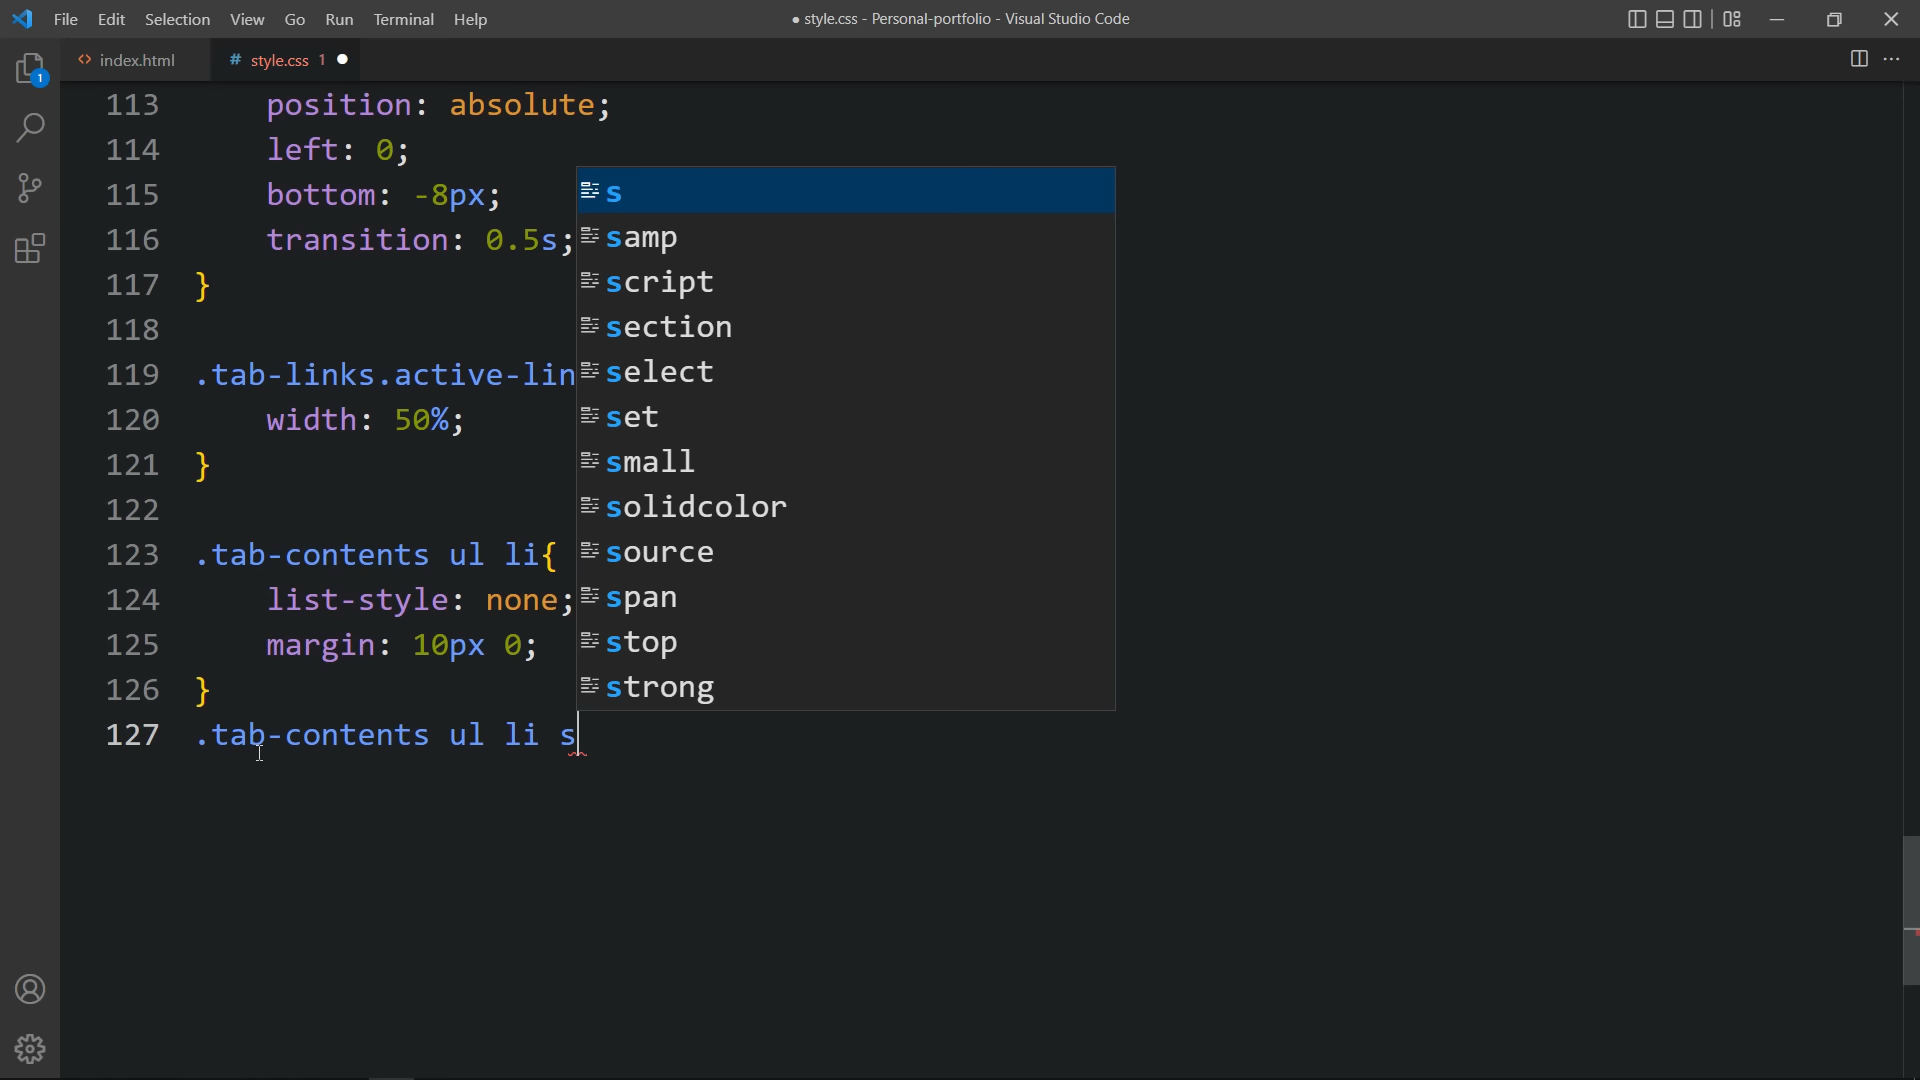 File Edit Selection View Go Run Terminal Help
● style.css - Personal-portfolio - Visual Studio Code
1
<> index.html
# style.css 1 ●
113 position: absolute;
114 left: 0;
115 bottom: -8px;
116 transition: 0.5s;
117 }
118
119 .tab-links.active-lin
120 width: 50%;
121 }
122
123 .tab-contents ul li{
124 list-style: none;
125 margin: 10px 0;
126 }
127 .tab-contents ul li s
s
samp
script
section
select
set
small
solidcolor
source
span
stop
strong